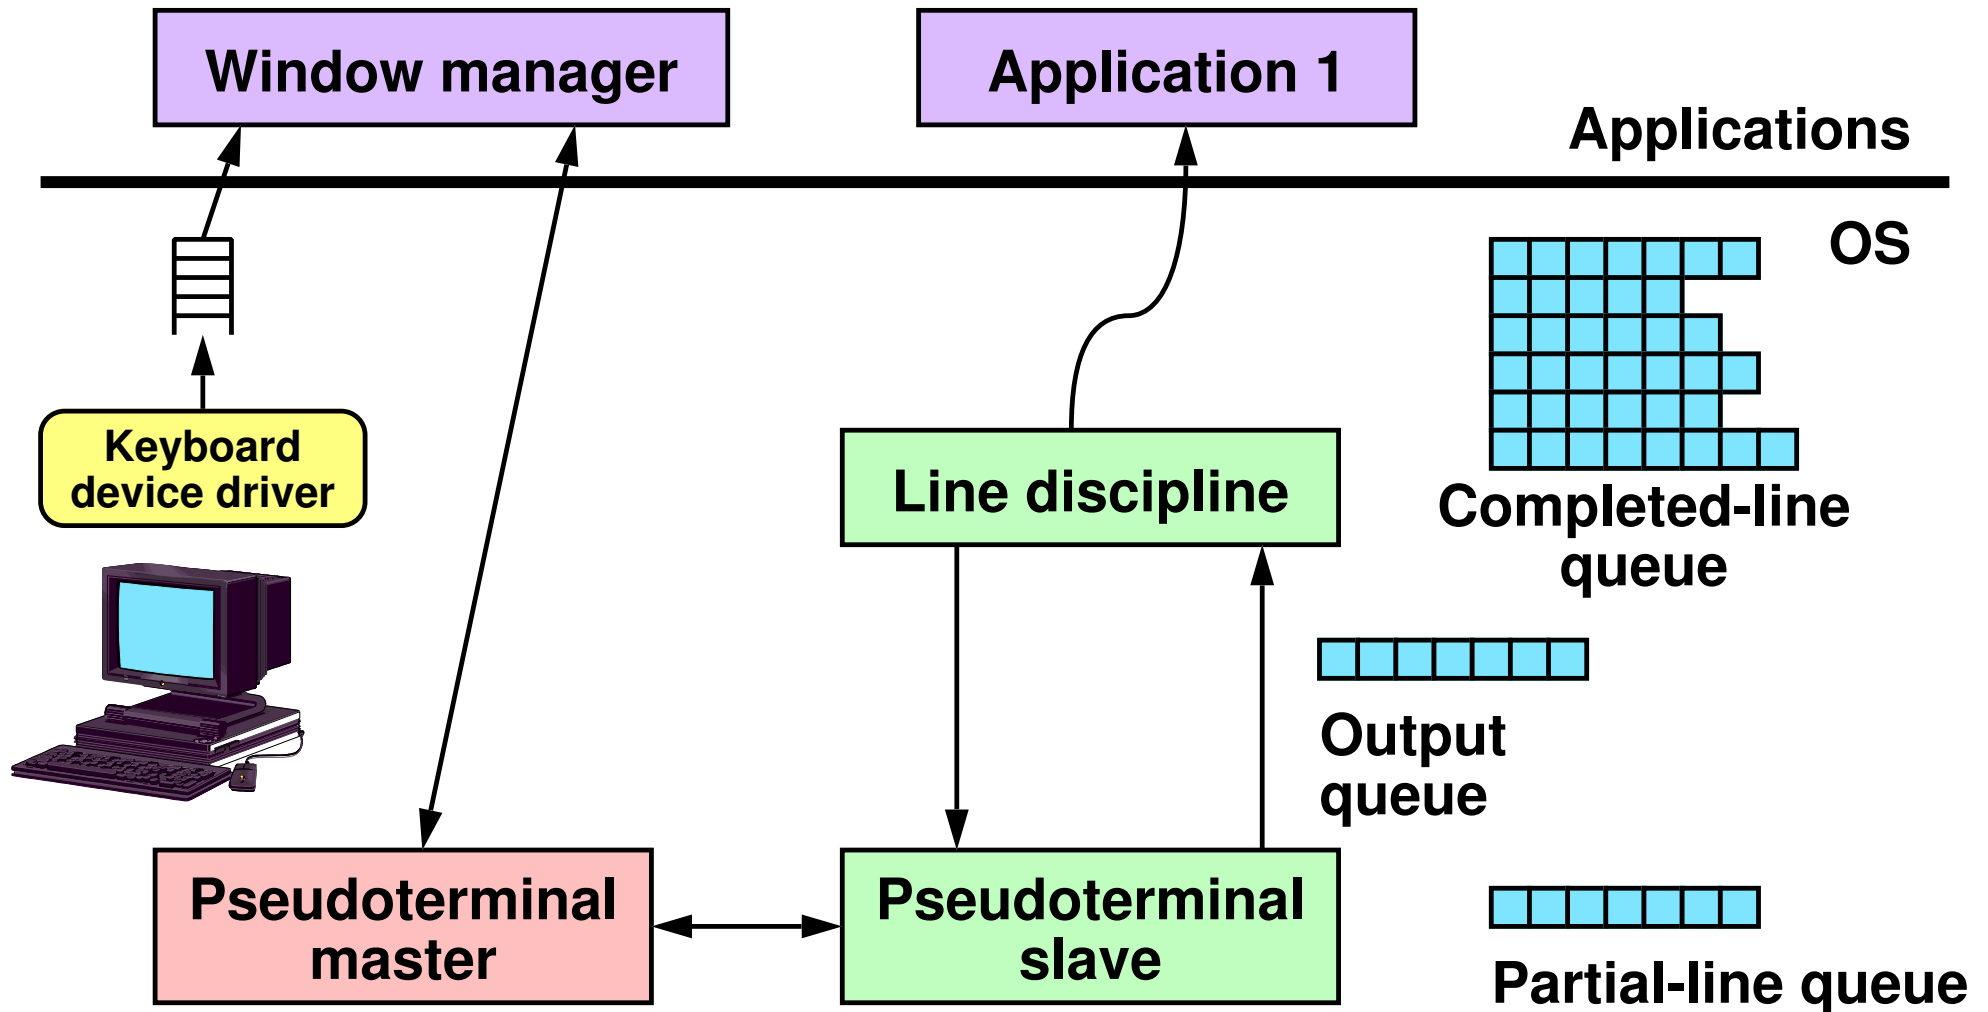 Window manager
Application 1
Applications
OS
Keyboard
device driver
Line discipline
Completed-line
queue
Output
queue
Pseudoterminal
master
Pseudoterminal
slave
Partial-line queue